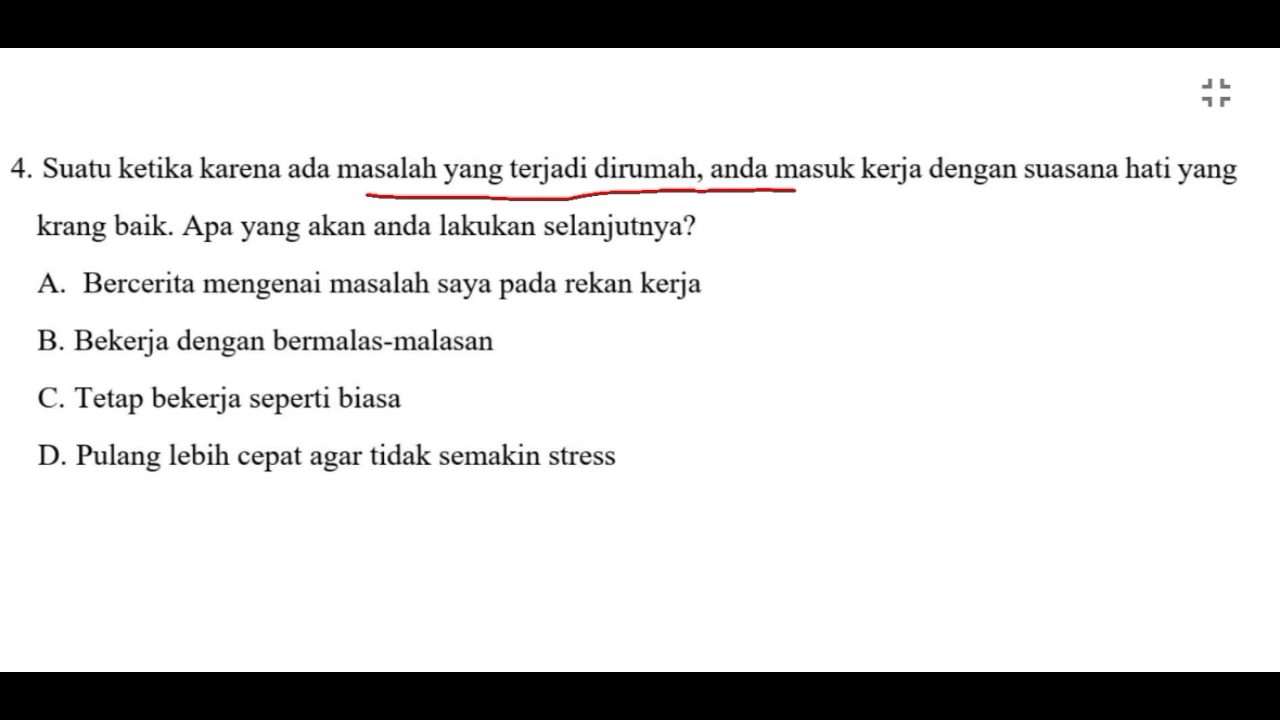 4. Suatu ketika karena ada masalah yang terjadi dirumah, anda masuk kerja dengan suasana hati yang
krang baik. Apa yang akan anda lakukan selanjutnya?
A. Bercerita mengenai masalah saya pada rekan kerja
B. Bekerja dengan bermalas-malasan
C. Tetap bekerja seperti biasa
D. Pulang lebih cepat agar tidak semakin stress